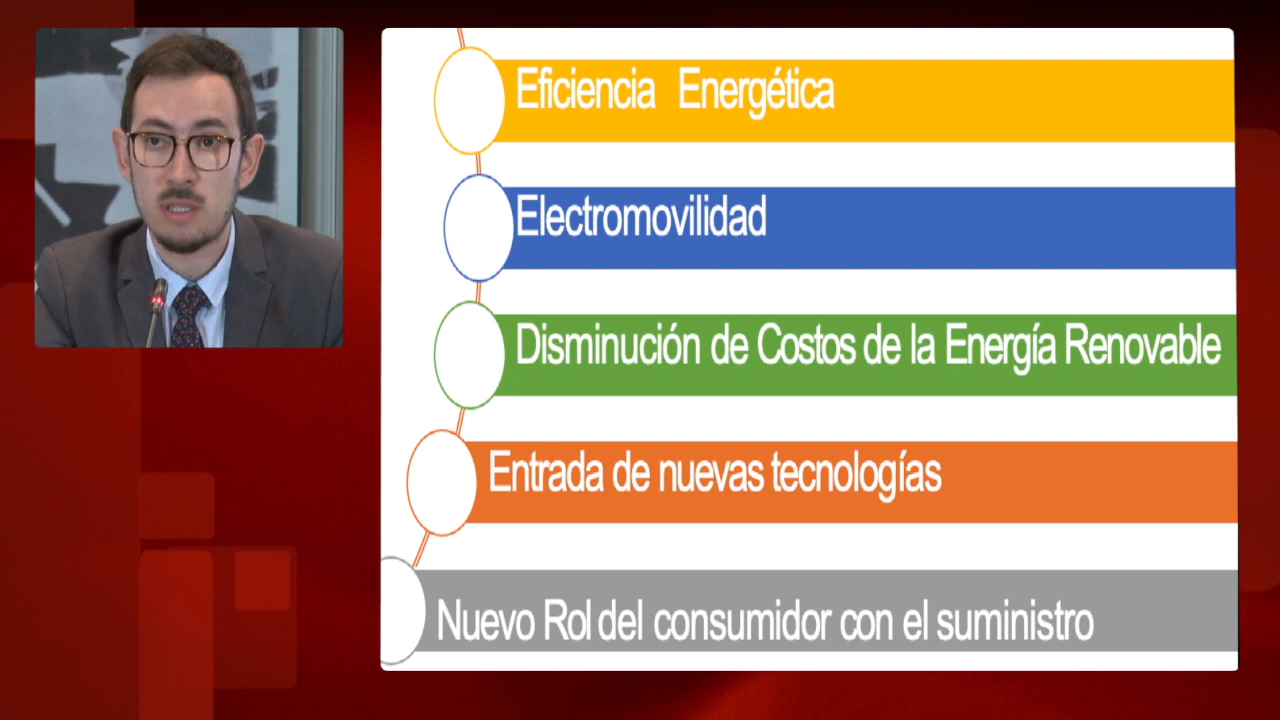 Eficiencia Energética
Electromovilidad
Disminución de Costos de la Energía Renovable
Entrada de nuevas tecnologías
Nuevo Rol del consumidor con el suministro